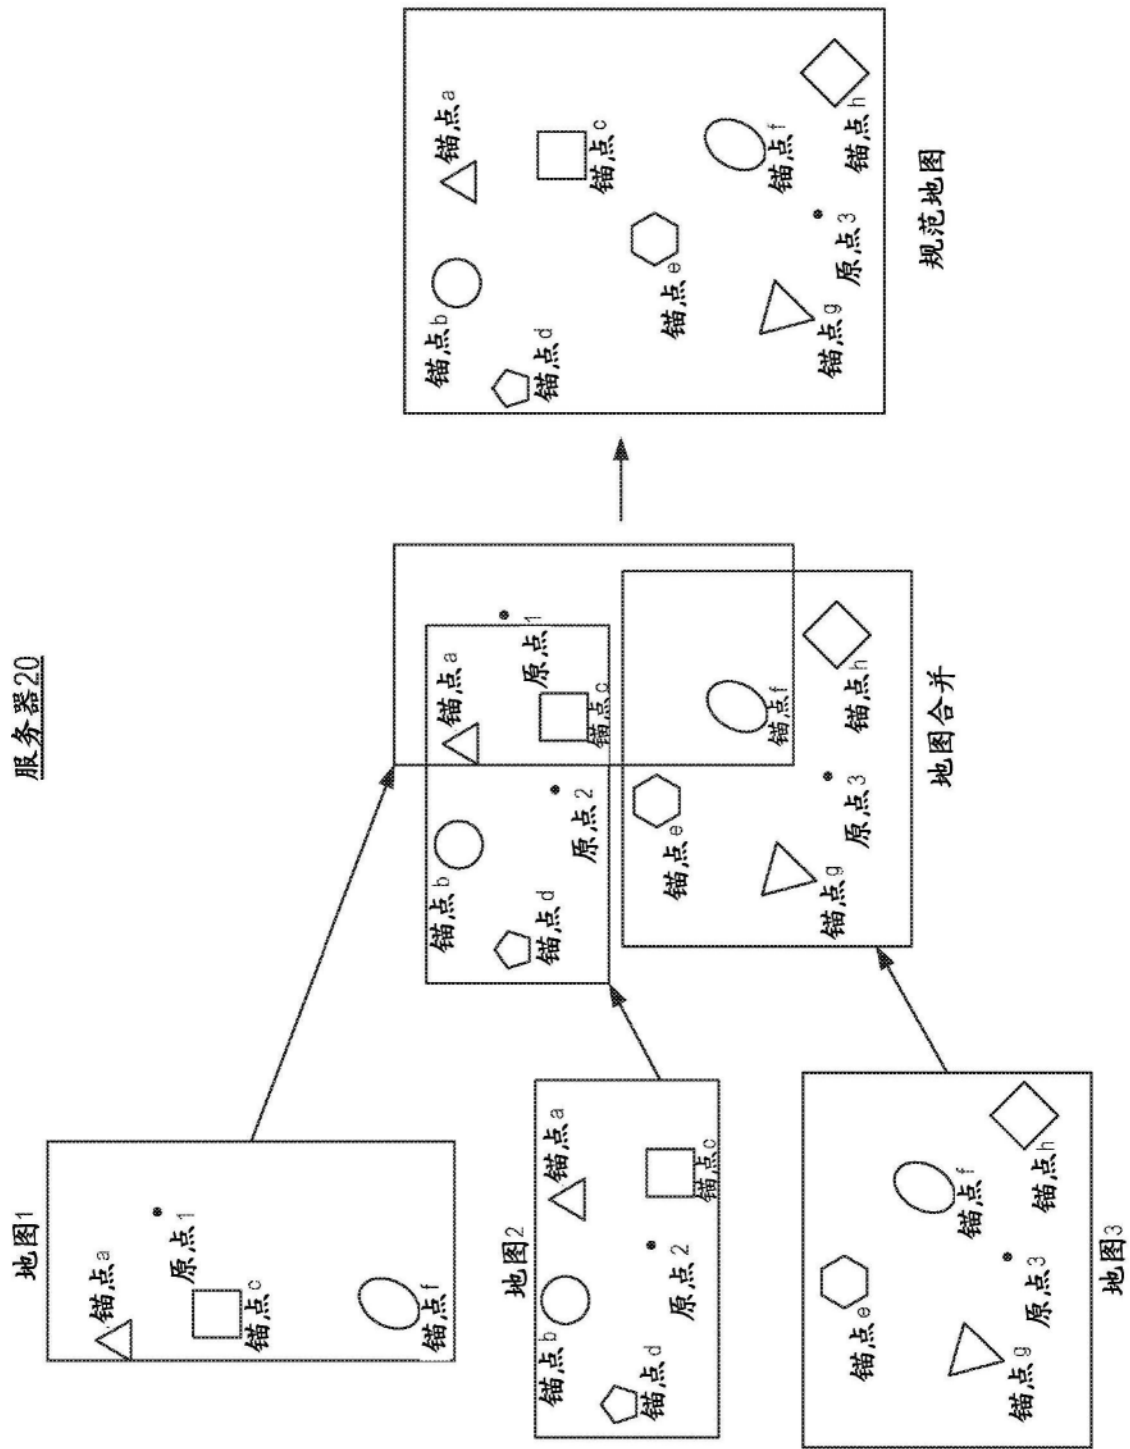 服务器20
地图1
锚点a
原点1
锚点c
锚点f
地图2
锚点b
锚点a
锚点d
原点2
锚点c
锚点e
锚点f
锚点g
原点3
锚点h
地图3
锚点a
锚点b
原点1
锚点c
锚点d
原点2
锚点e
锚点f
锚点g
原点3
锚点h
地图合并
锚点a
锚点b
锚点c
锚点d
锚点e
锚点f
锚点g
原点3
锚点h
规范地图